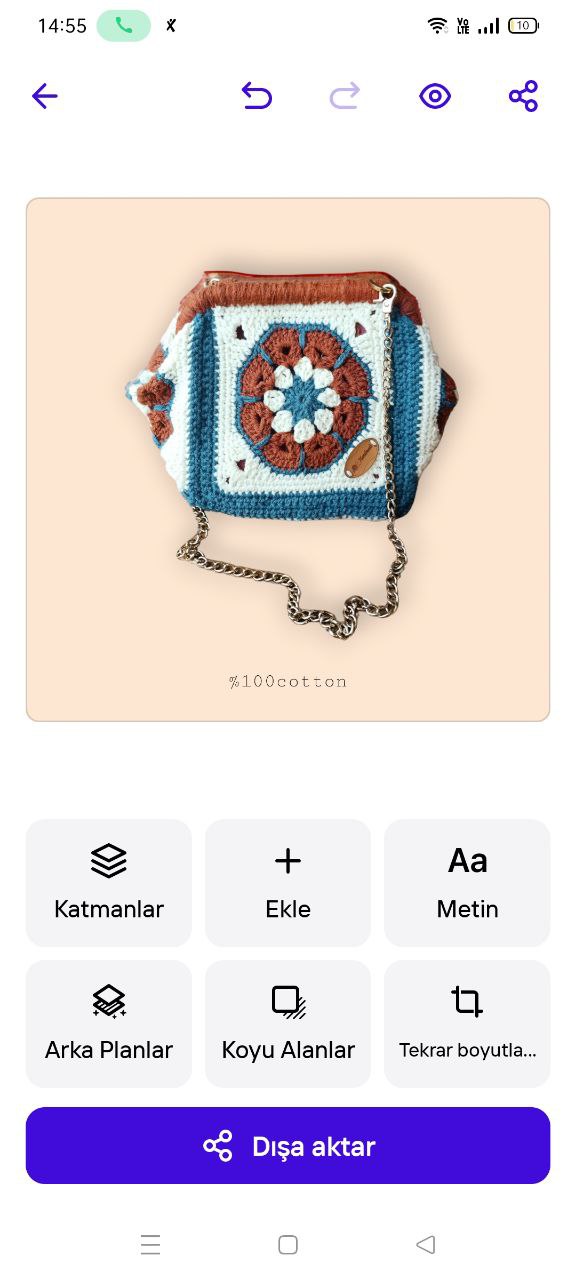 14:55
Vo
LTE
10
%100cotton
Katmanlar
Ekle
Aa
Metin
Arka Planlar
Koyu Alanlar
Tekrar boyutla...
Dışa aktar